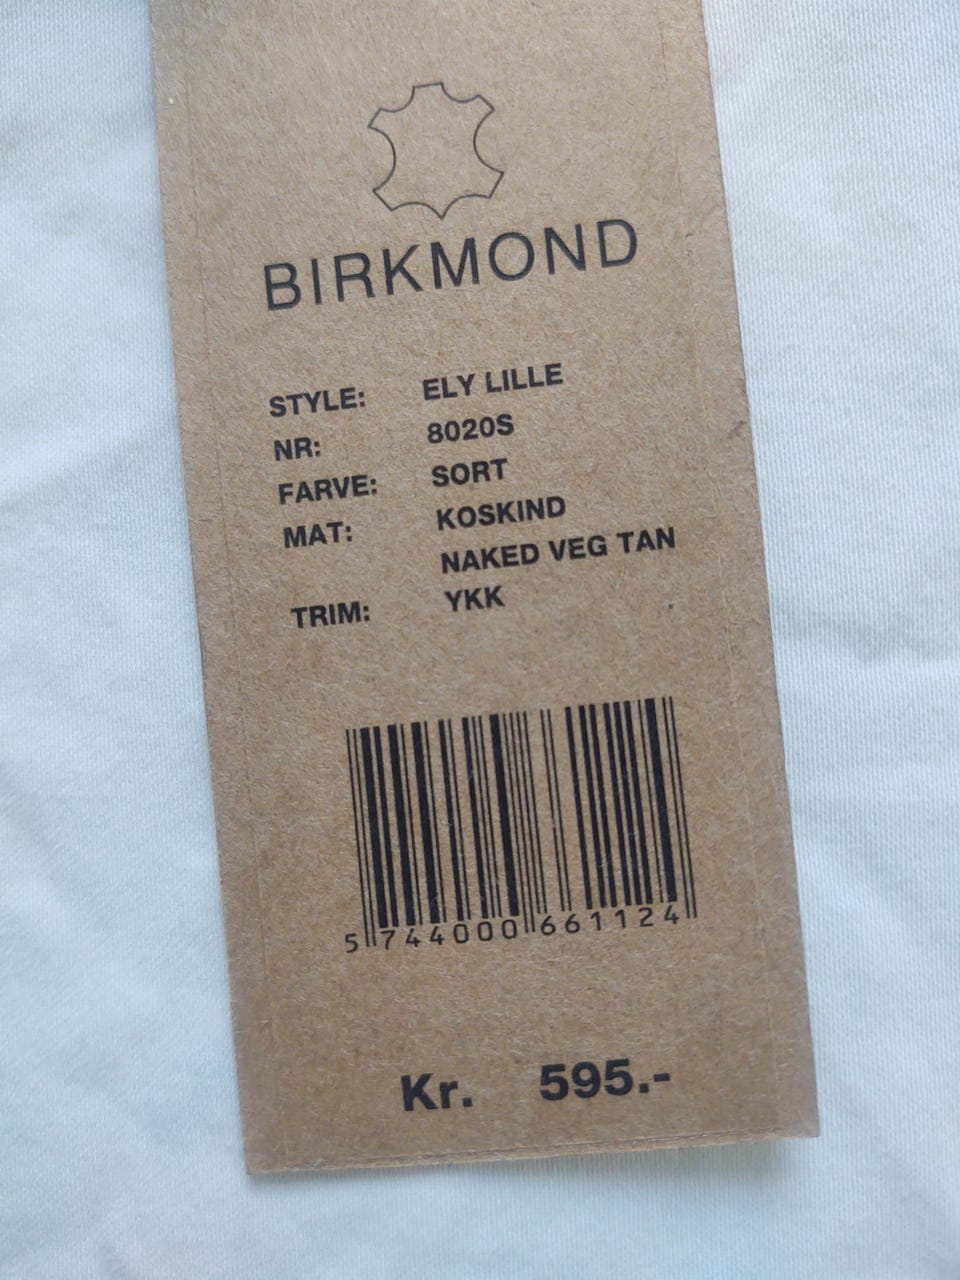 BIRKMOND
STYLE: ELY LILLE
NR: 8020S
FARVE: SORT
MAT: KOSKIND
NAKED VEG TAN
TRIM: YKK
5 744000 661124
Kr. 595.-